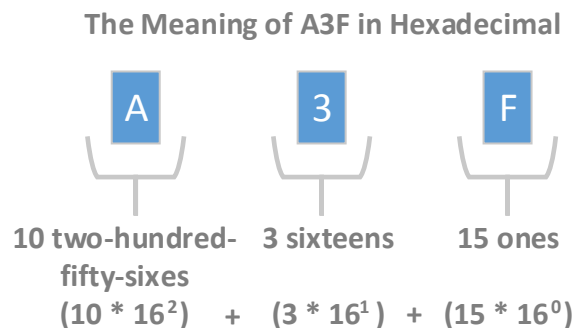 The Meaning of A3F in Hexadecimal
A 3 F
10 two-hundred- 3 sixteens 15 ones
fifty-sixes
(10 * 16² ) + (3 * 16¹ ) + (15 * 16⁰ )